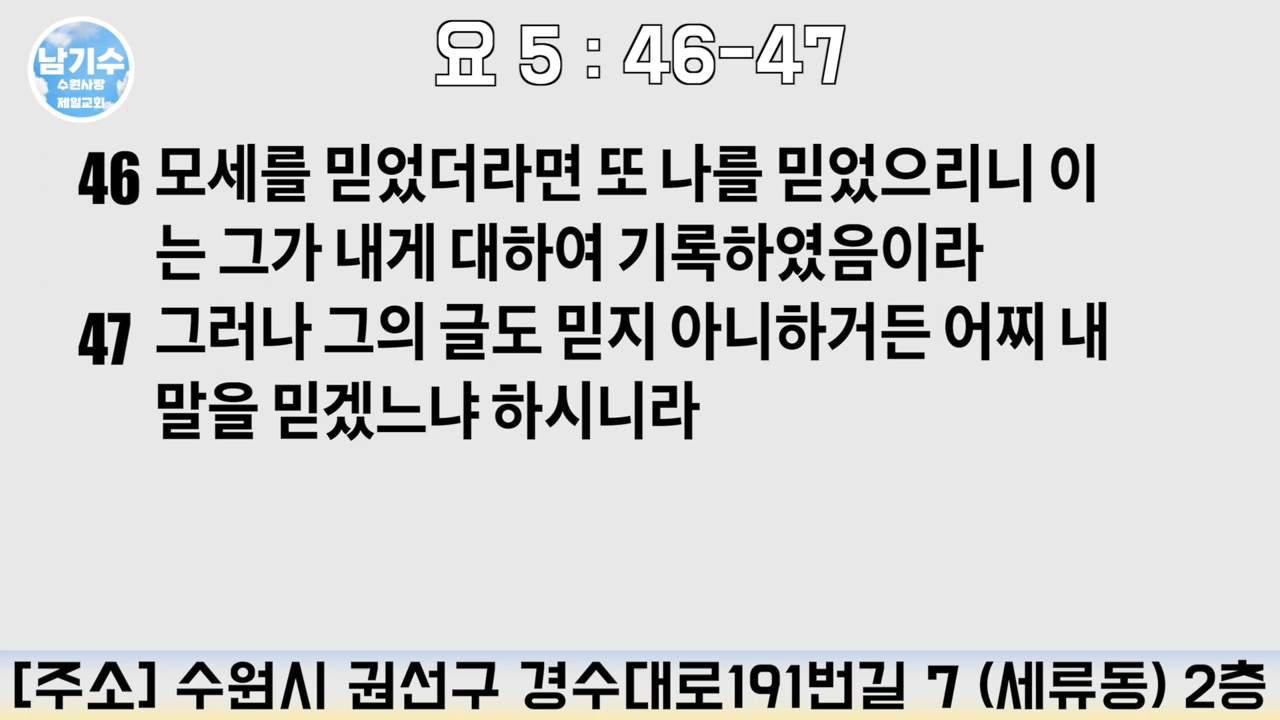 남기수
수원사랑
제일교회
요 5 : 46-47
46 모세를 믿었더라면 또 나를 믿었으리니 이
는 그가 내게 대하여 기록하였음이라
47 그러나 그의 글도 믿지 아니하거든 어찌 내
말을 믿겠느냐 하시니라
[주소] 수원시 권선구 경수대로191번길 7 (세류동) 2층